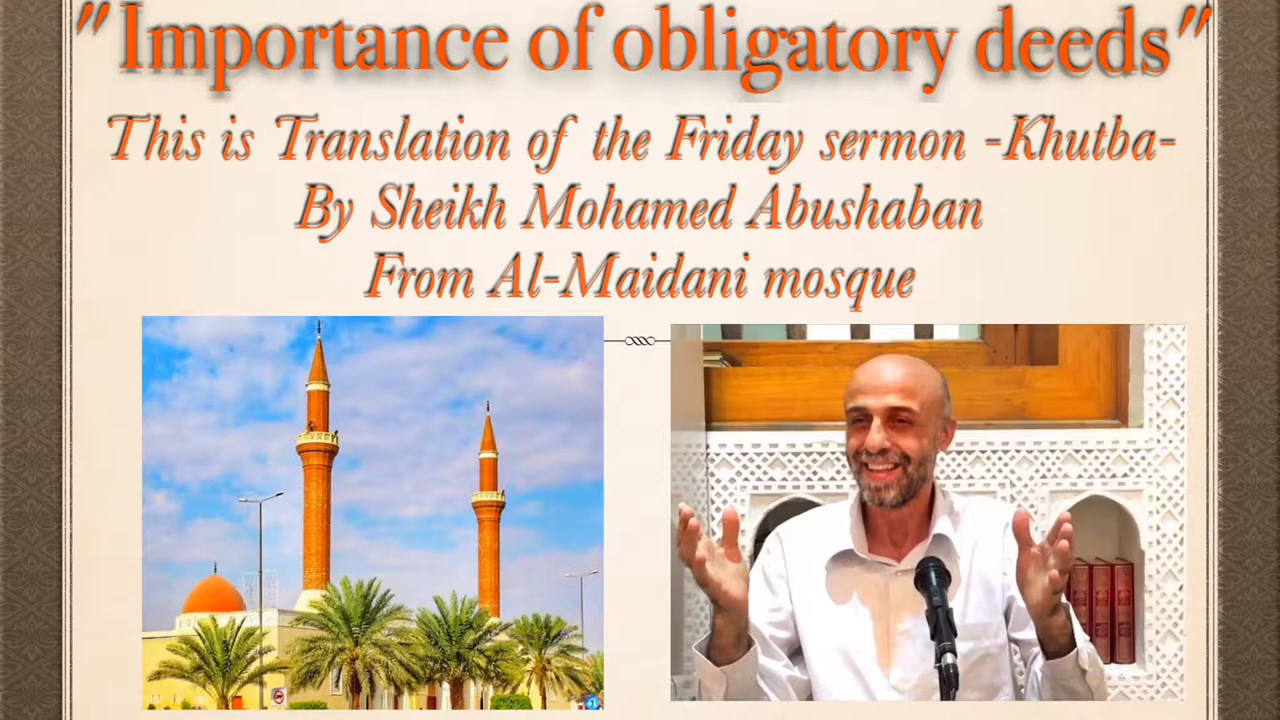 "Importance of obligatory deeds"
This is Translation of the Friday sermon -Khutba-
By Sheikh Mohamed Abushaban
From Al-Maidani mosque